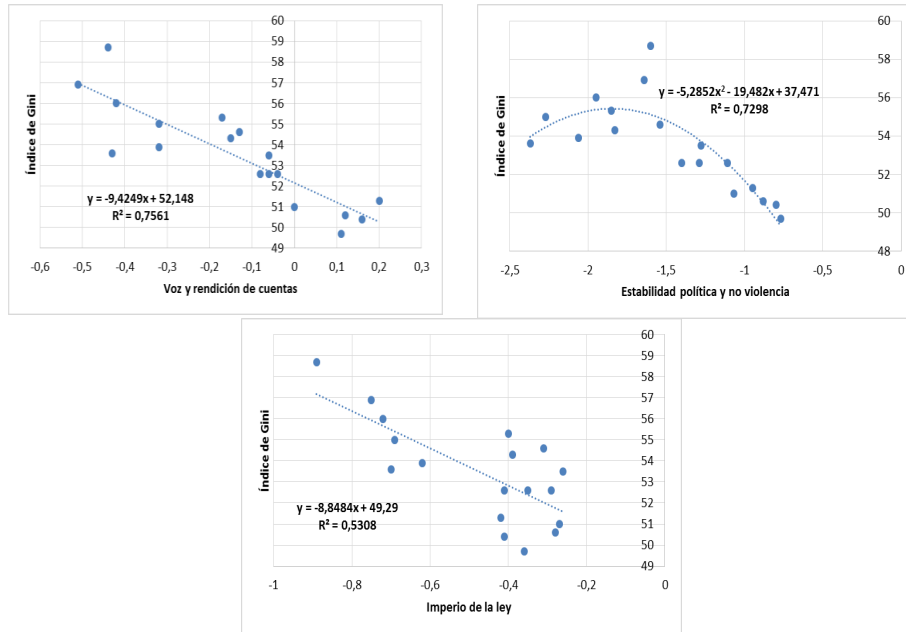 60
59
58
57
56
55
54
53
52
51
50
49
Índice de Gini
y = -9,4249x + 52,148
R² = 0,7561
-0,6 -0,5 -0,4 -0,3 -0,2 -0,1 0 0,1 0,2 0,3
Voz y rendición de cuentas
60
58
56
54
52
50
48
Índice de Gini
y = -5,2852x² - 19,482x + 37,471
R² = 0,7298
-2,5 -2 -1,5 -1 -0,5 0
Estabilidad política y no violencia
60
59
58
57
56
55
54
53
52
51
50
49
Índice de Gini
y = -8,8484x + 49,29
R² = 0,5308
-1 -0,8 -0,6 -0,4 -0,2 0
Imperio de la ley